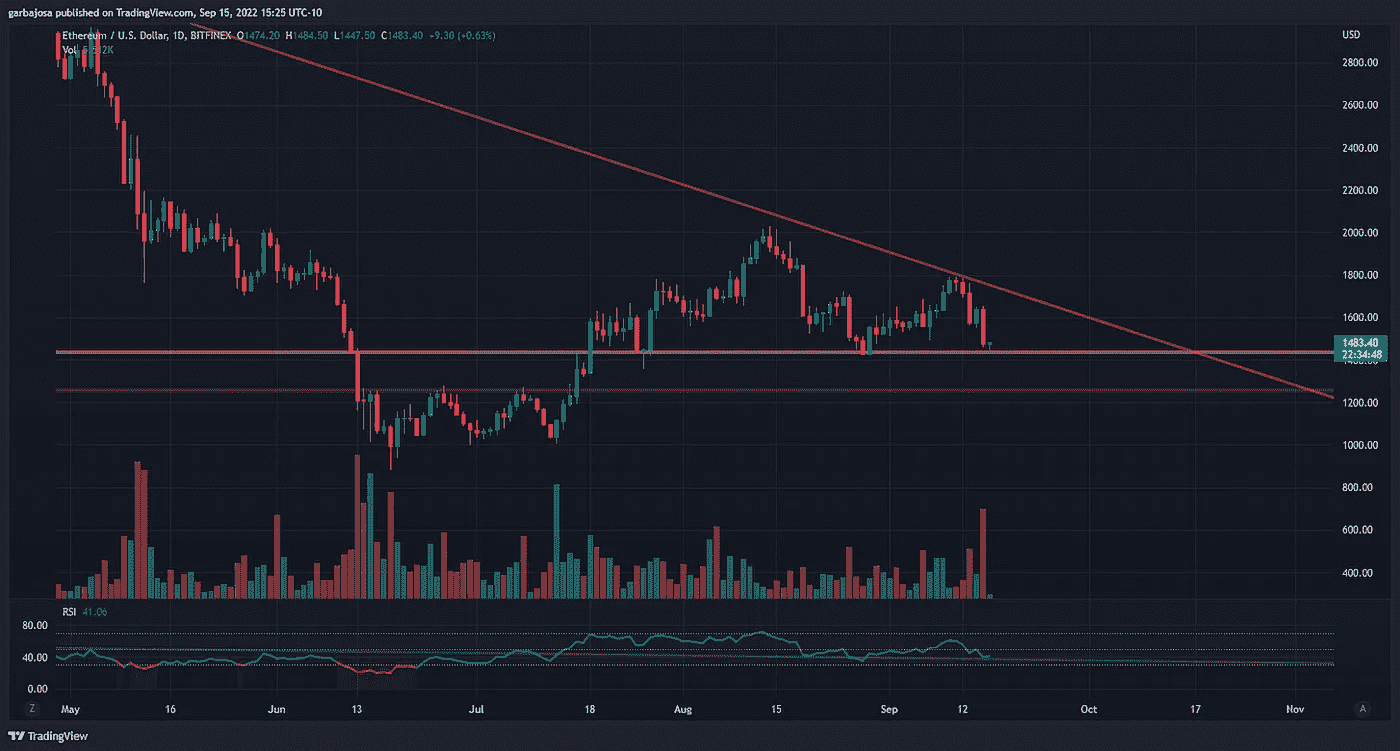 garbajosa published on TradingView.com, Sep 15, 2022 15:25 UTC-10
Ethereum / U.S. Dollar, 1D, BITFINEX O1474.20 H1484.50 L1447.50 C1483.40 +9.30 (+0.63%)
Vol
USD
2800.00
2600.00
2400.00
2200.00
2000.00
1800.00
1600.00
1483.40
22:34:48
1200.00
1000.00
800.00
600.00
400.00
RSI 41.06
80.00
40.00
0.00
Z May 16 Jun 13 Jul 18 Aug 15 Sep 12 Oct 17 Nov A
TradingView